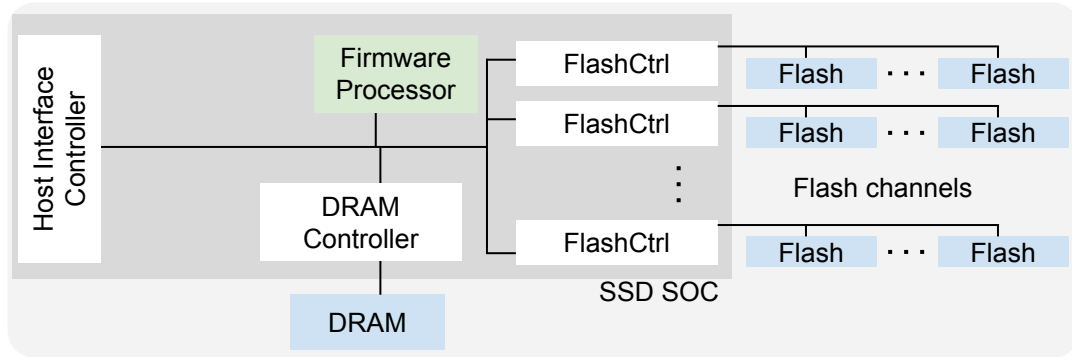 Host Interface
Controller
Firmware
Processor
DRAM
Controller
DRAM
FlashCtrl
FlashCtrl
FlashCtrl
SSD SOC
Flash
Flash
Flash
Flash
Flash channels
Flash
Flash